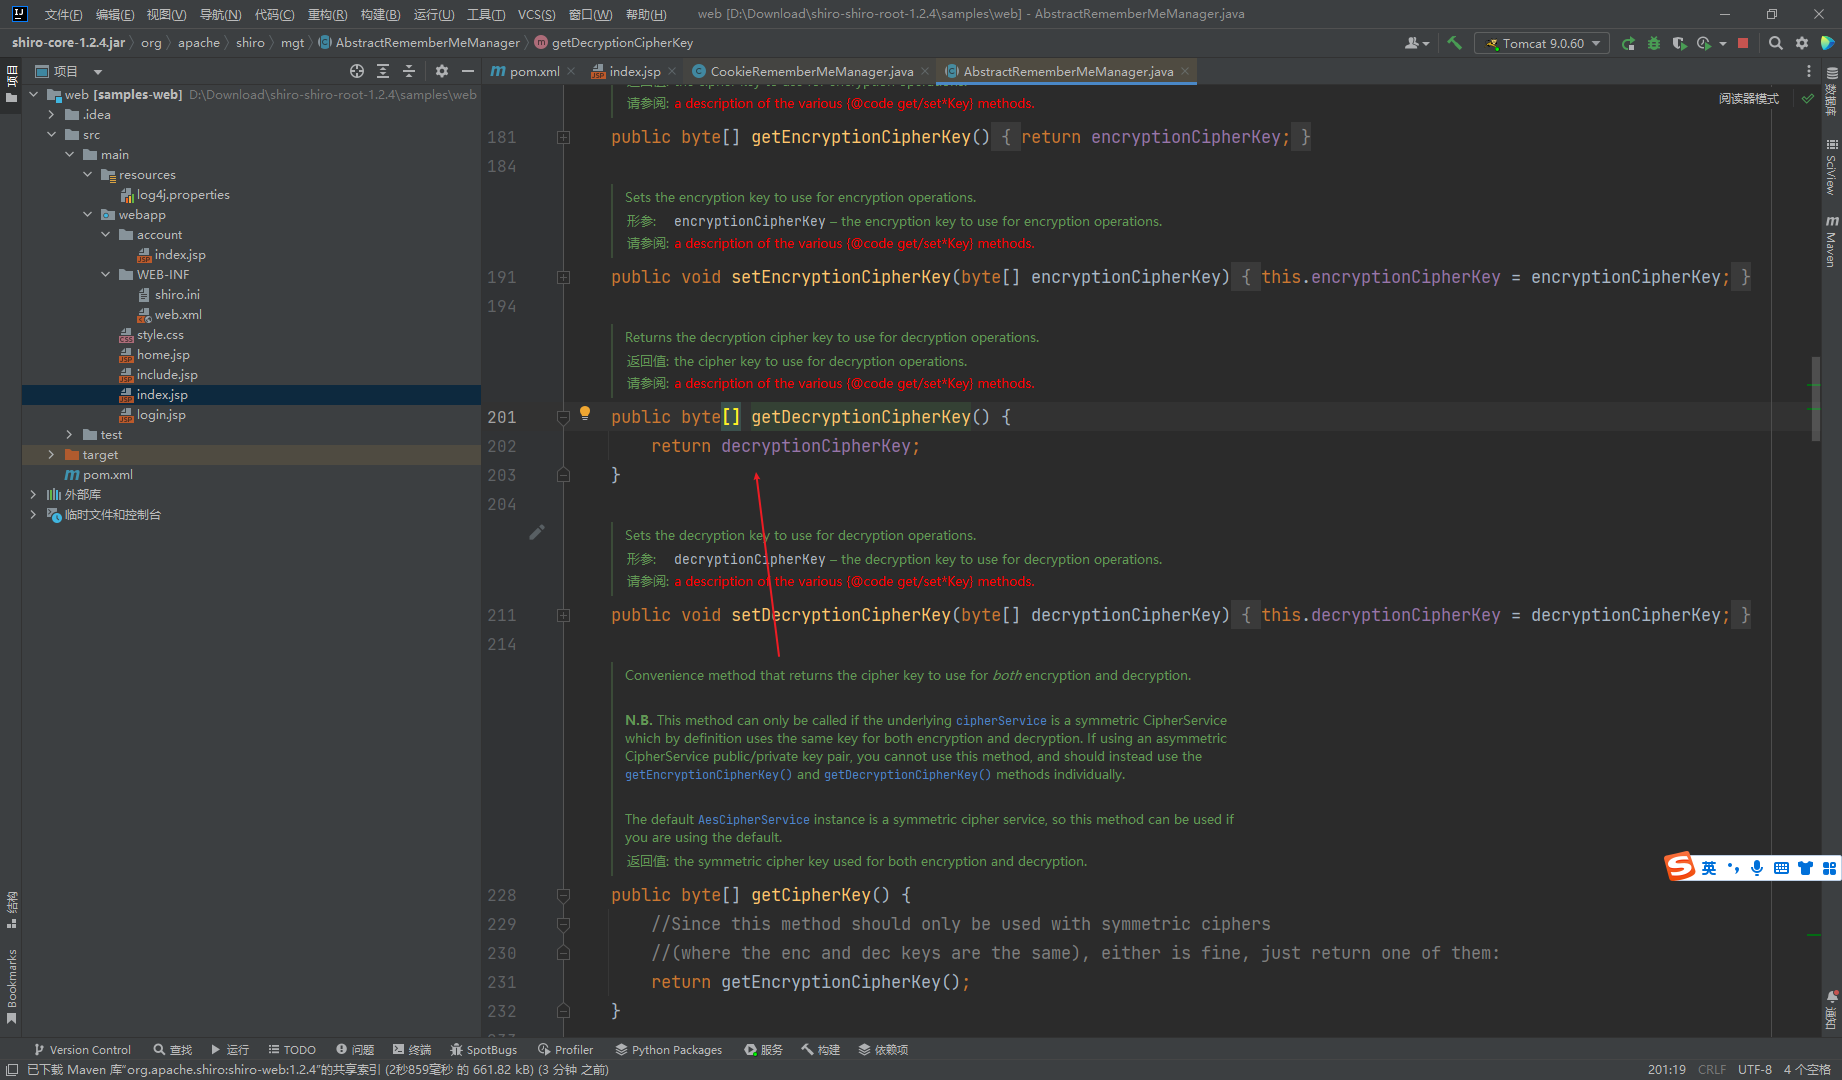 文件(F) 编辑(E) 视图(V) 导航(N) 代码(C) 重构(R) 构建(B) 运行(U) 工具(T) VCS(S) 窗口(W) 帮助(H) web [D:\Download\shiro-shiro-root-1.2.4\samples\web] - AbstractRememberMeManager.java
shiro-core-1.2.4.jar org apache shiro mgt AbstractRememberMeManager getDecryptionCipherKey Tomcat 9.0.60
项目
项目
pom.xml index.jsp CookieRememberMeManager.java AbstractRememberMeManager.java
web [samples-web] D:\Download\shiro-shiro-root-1.2.4\samples\web
.idea
src
main
resources
log4j.properties
webapp
account
index.jsp
WEB-INF
shiro.ini
web.xml
style.css
home.jsp
include.jsp
index.jsp
login.jsp
test
target
pom.xml
外部库
临时文件和控制台
阅读器模式
请参阅: a description of the various {@code get/set*Key} methods.
181 public byte[] getEncryptionCipherKey() { return encryptionCipherKey; }
184
Sets the encryption key to use for encryption operations.
形参: encryptionCipherKey – the encryption key to use for encryption operations.
请参阅: a description of the various {@code get/set*Key} methods.
191 public void setEncryptionCipherKey(byte[] encryptionCipherKey) { this.encryptionCipherKey = encryptionCipherKey; }
194
Returns the decryption cipher key to use for decryption operations.
返回值: the cipher key to use for decryption operations.
请参阅: a description of the various {@code get/set*Key} methods.
201 public byte[] getDecryptionCipherKey() {
202 return decryptionCipherKey;
203 }
204
Sets the decryption key to use for decryption operations.
形参: decryptionCipherKey – the decryption key to use for decryption operations.
请参阅: a description of the various {@code get/set*Key} methods.
211 public void setDecryptionCipherKey(byte[] decryptionCipherKey) { this.decryptionCipherKey = decryptionCipherKey; }
214
Convenience method that returns the cipher key to use for both encryption and decryption.
N.B. This method can only be called if the underlying cipherService is a symmetric CipherService
which by definition uses the same key for both encryption and decryption. If using an asymmetric
CipherService public/private key pair, you cannot use this method, and should instead use the
getEncryptionCipherKey() and getDecryptionCipherKey() methods individually.
The default AesCipherService instance is a symmetric cipher service, so this method can be used if
you are using the default.
返回值: the symmetric cipher key used for both encryption and decryption.
228 public byte[] getCipherKey() {
229 //Since this method should only be used with symmetric ciphers
230 //(where the enc and dec keys are the same), either is fine, just return one of them:
231 return getEncryptionCipherKey();
232 }
数据库
SciView
Maven
通知
英
结构
Bookmarks
Version Control 查找 运行 TODO 问题 终端 SpotBugs Profiler Python Packages 服务 构建 依赖项
已下载 Maven 库"org.apache.shiro:shiro-web:1.2.4"的共享索引 (2秒859毫秒 的 661.82 kB) (3 分钟 之前) 201:19 CRLF UTF-8 4 个空格